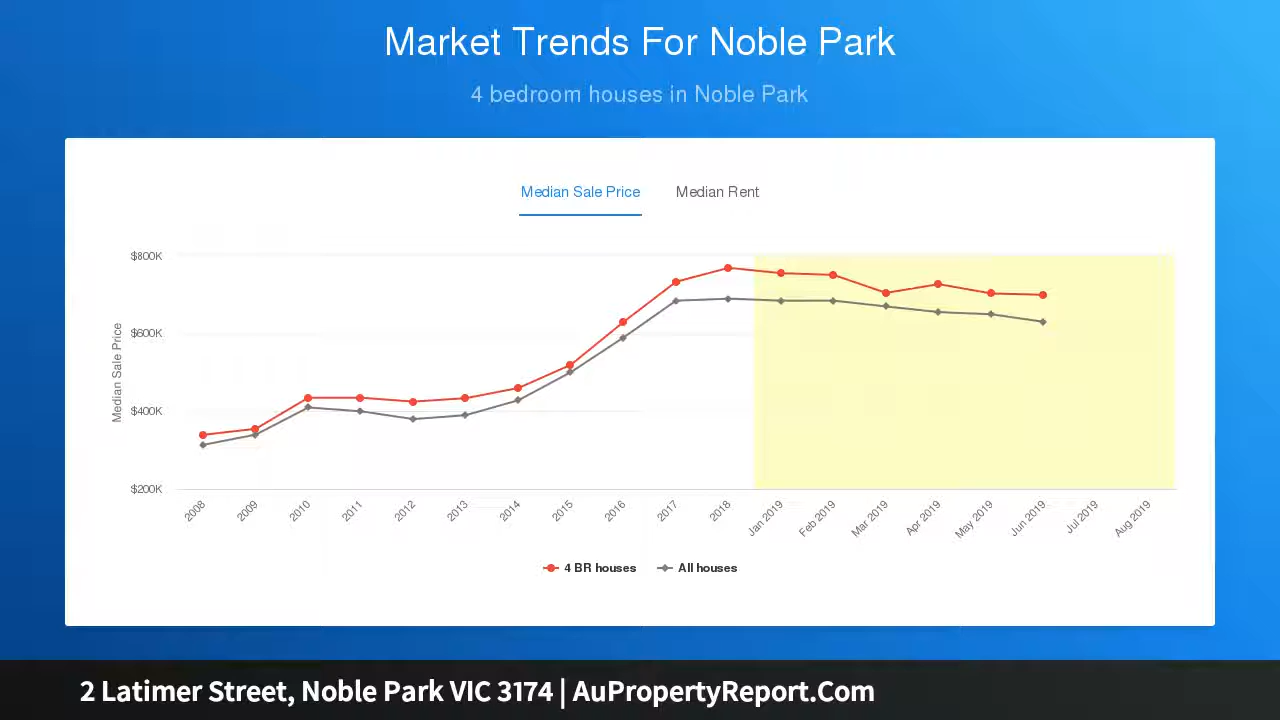 Market Trends For Noble Park
4 bedroom houses in Noble Park
Median Sale Price Median Rent
Median Sale Price
$800K
$600K
$400K
$200K
2008 2009 2010 2011 2012 2013 2014 2015 2016 2017 2018 Jan 2019 Feb 2019 Mar 2019 Apr 2019 May 2019 Jun 2019 Jul 2019 Aug 2019
4 BR houses All houses
2 Latimer Street, Noble Park VIC 3174 | AuPropertyReport.Com